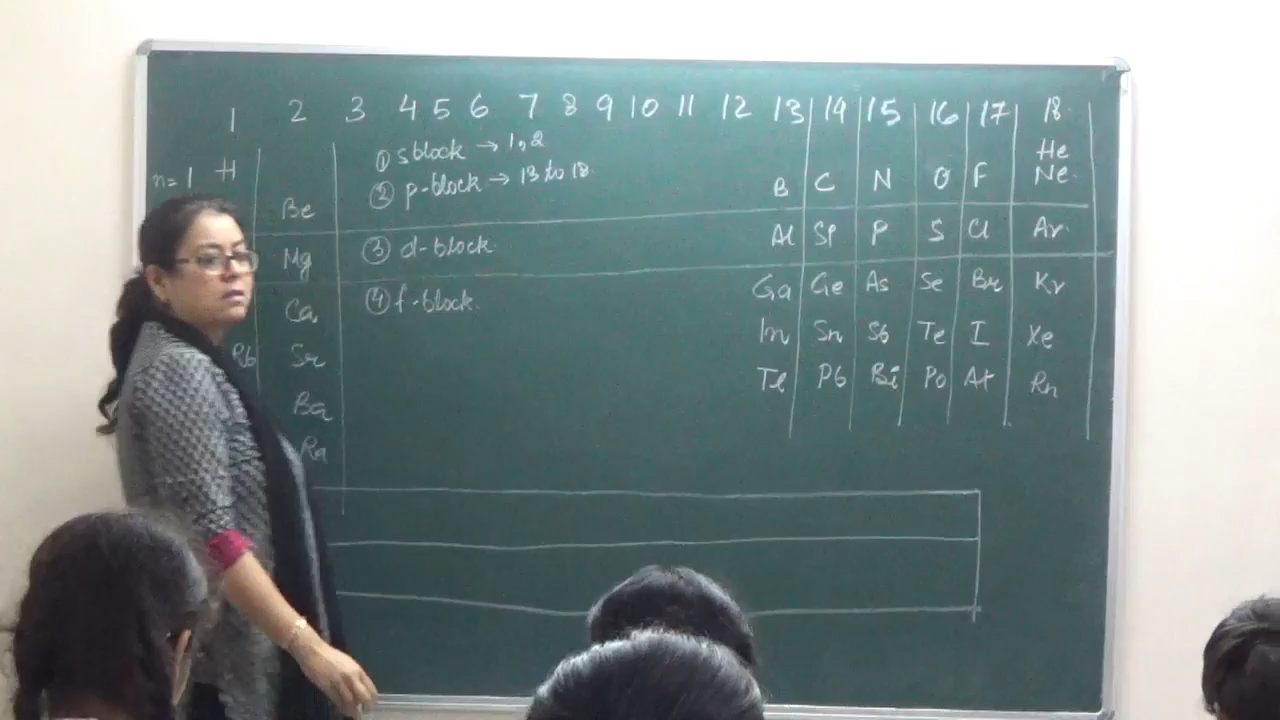 1 2 3 4 5 6 7 8 9 10 11 12 13 14 15 16 17 18
① s block → 1,2
He
n=1 H
② p-block → 13 to 18
B C N O F Ne
Be
③ d-block
Al Si P S Cl Ar
Mg
④ f-block
Ga Ge As Se Br Kr
Ca
In Sn Sb Te I Xe
Rb Sr
Tl Pb Bi Po At Rn
Ba
Ra